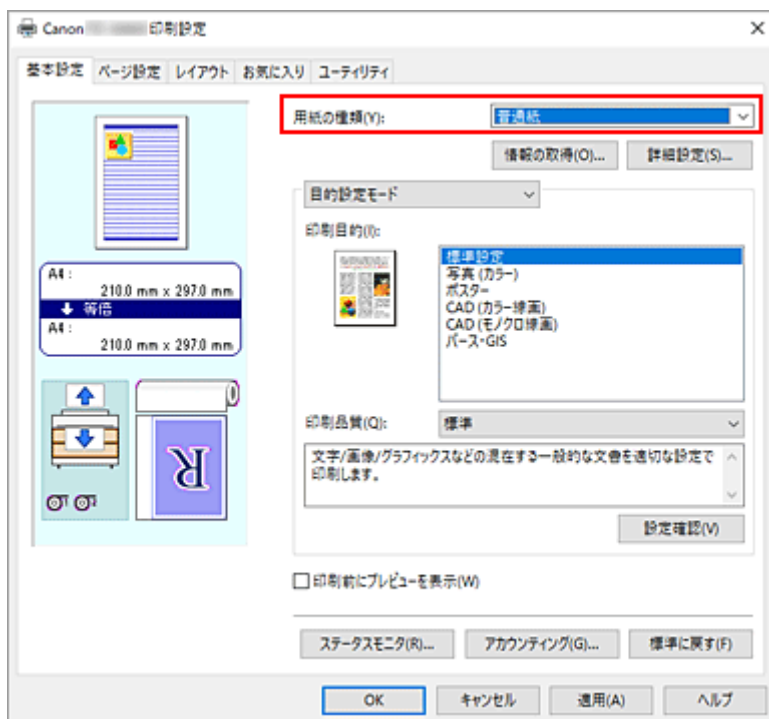 Canon 印刷設定
基本設定 ページ設定 レイアウト お気に入り ユーティリティ
用紙の種類(Y): 普通紙
情報の取得(O)... 詳細設定(S)...
目的設定モード
印刷目的(I):
標準設定
写真 (カラー)
ポスター
CAD (カラー線画)
CAD (モノクロ線画)
パース・GIS
A4 :
210.0 mm x 297.0 mm
等倍
A4 :
210.0 mm x 297.0 mm
R
印刷品質(Q): 標準
文字/画像/グラフィックスなどの混在する一般的な文書を適切な設定で
印刷します。
設定確認(V)
印刷前にプレビューを表示(W)
ステータスモニタ(R)... アカウンティング(G)... 標準に戻す(F)
OK キャンセル 適用(A) ヘルプ